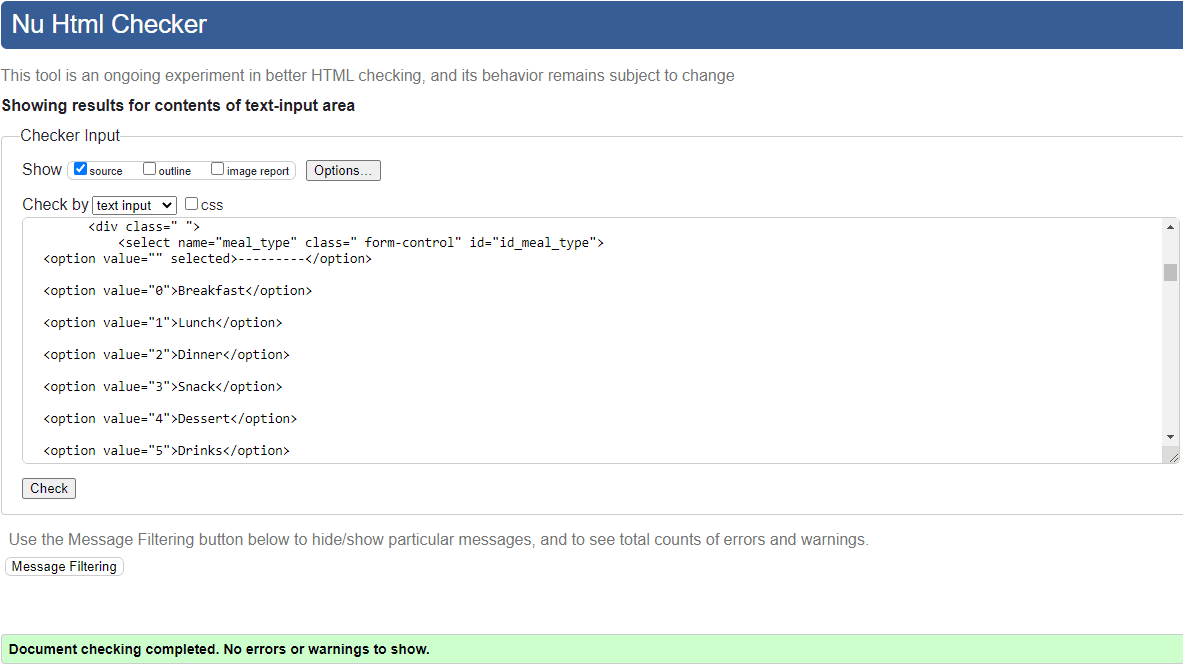 Nu Html Checker
This tool is an ongoing experiment in better HTML checking, and its behavior remains subject to change
Showing results for contents of text-input area
Checker Input
Show source outline image report Options...
Check by text input css
<div class=" ">
<select name="meal_type" class=" form-control" id="id_meal_type">
<option value="" selected>---------</option>
<option value="0">Breakfast</option>
<option value="1">Lunch</option>
<option value="2">Dinner</option>
<option value="3">Snack</option>
<option value="4">Dessert</option>
<option value="5">Drinks</option>
Check
Use the Message Filtering button below to hide/show particular messages, and to see total counts of errors and warnings.
Message Filtering
Document checking completed. No errors or warnings to show.